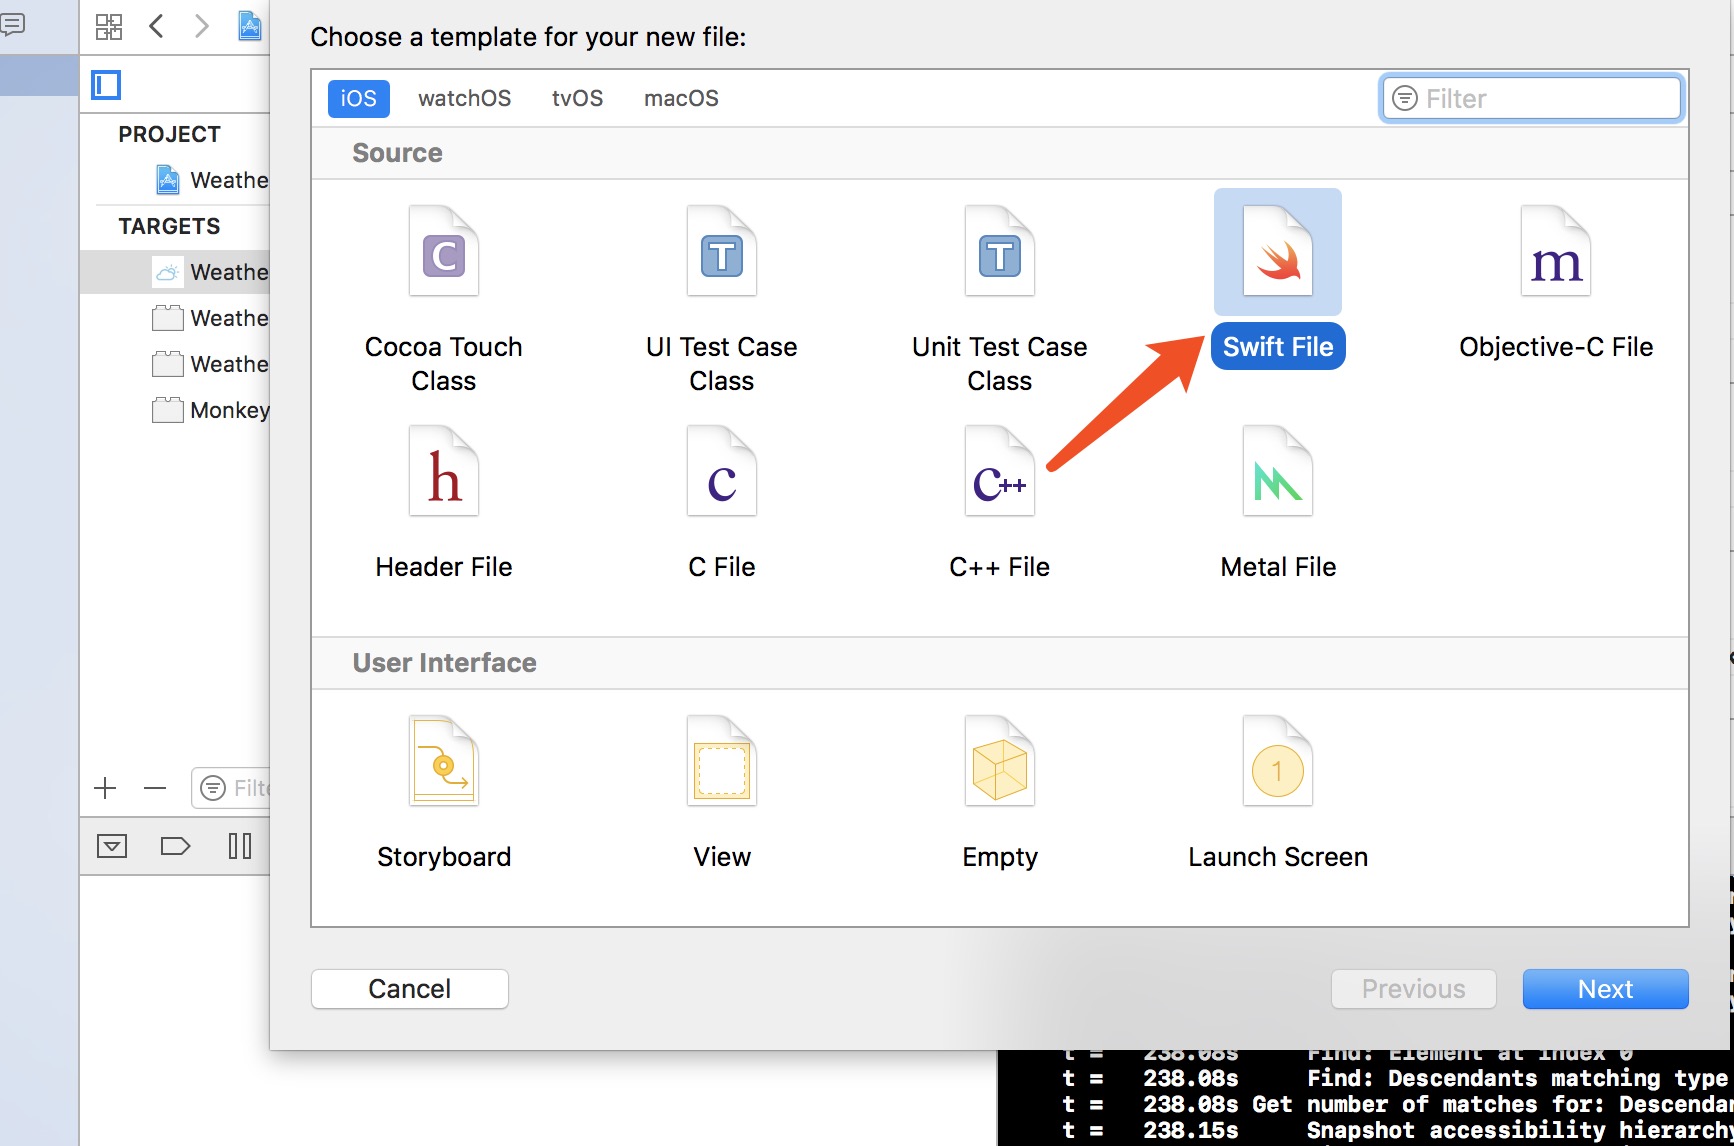 Choose a template for your new file:
iOS watchOS tvOS macOS Filter
PROJECT
Weathe
TARGETS
Weathe
Weathe
Weathe
Monkey
Filte
Source
C T T m
Cocoa Touch Class
UI Test Case Class
Unit Test Case Class
Swift File
Objective-C File
h c C++
Header File
C File
C++ File
Metal File
User Interface
1
Storyboard
View
Empty
Launch Screen
Cancel
Previous
Next
t = 238.08s Find: Element at index 0
t = 238.08s Find: Descendants matching type
t = 238.08s Get number of matches for: Descendan
t = 238.15s Snapshot accessibility hierarchy